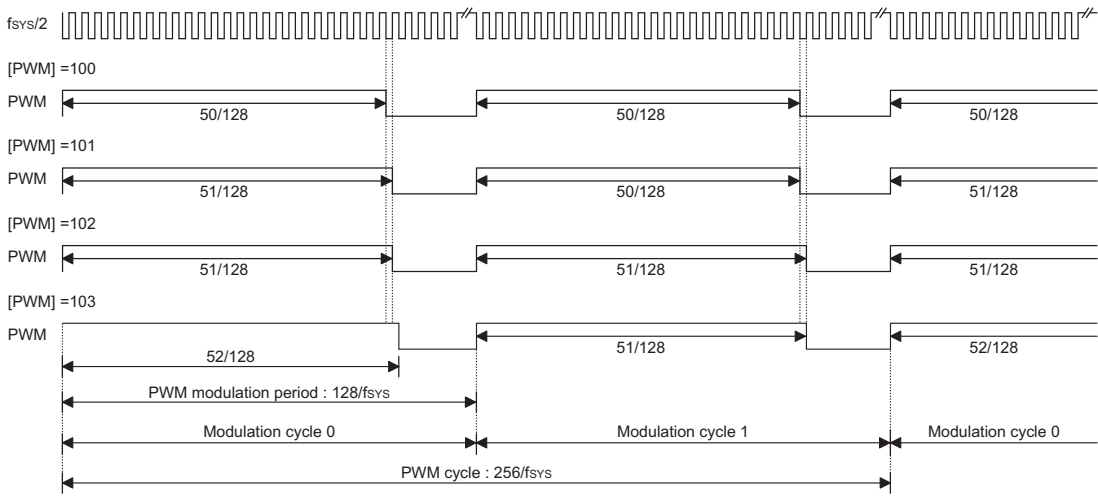 fSYS/2
[PWM] =100
PWM
50/128 50/128 50/128
[PWM] =101
PWM
51/128 50/128 51/128
[PWM] =102
PWM
51/128 51/128 51/128
[PWM] =103
PWM
52/128 51/128 52/128
PWM modulation period : 128/fSYS
Modulation cycle 0 Modulation cycle 1 Modulation cycle 0
PWM cycle : 256/fSYS